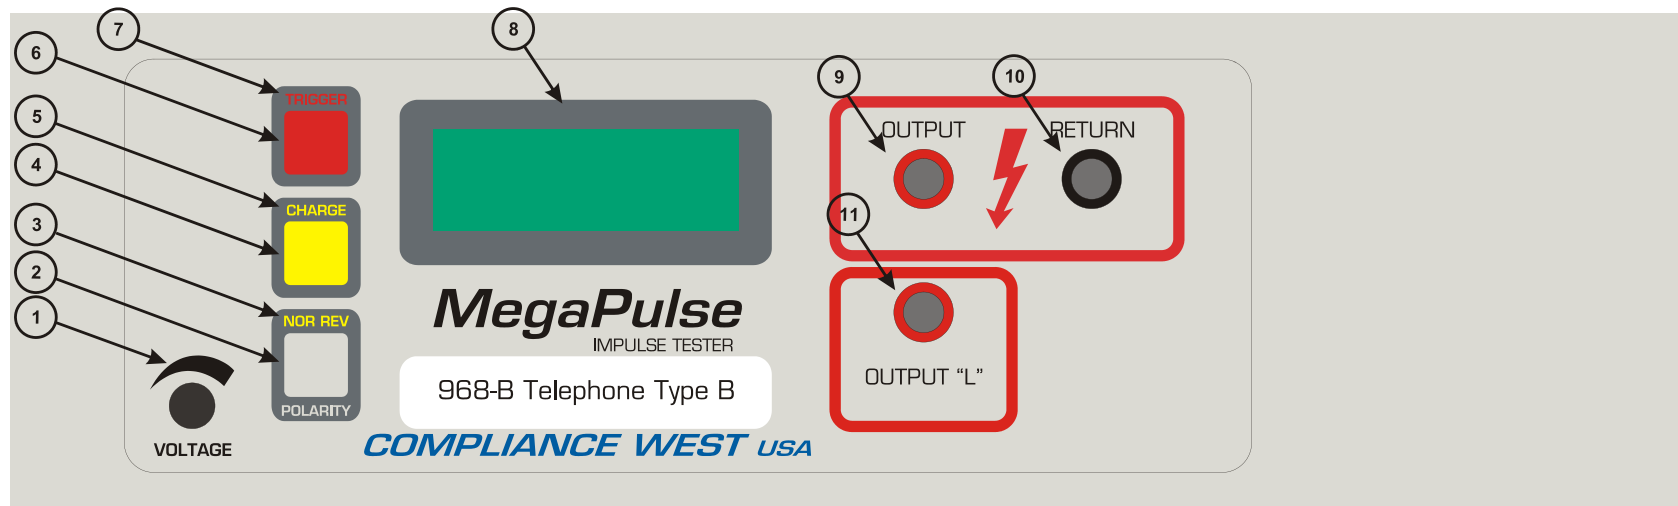 7
8
6
9
10
TRIGGER
5
OUTPUT
RETURN
4
CHARGE
3
11
2
NOR REV
1
MegaPulse
IMPULSE TESTER
968-B Telephone Type B
OUTPUT “L”
POLARITY
VOLTAGE
COMPLIANCE WEST USA